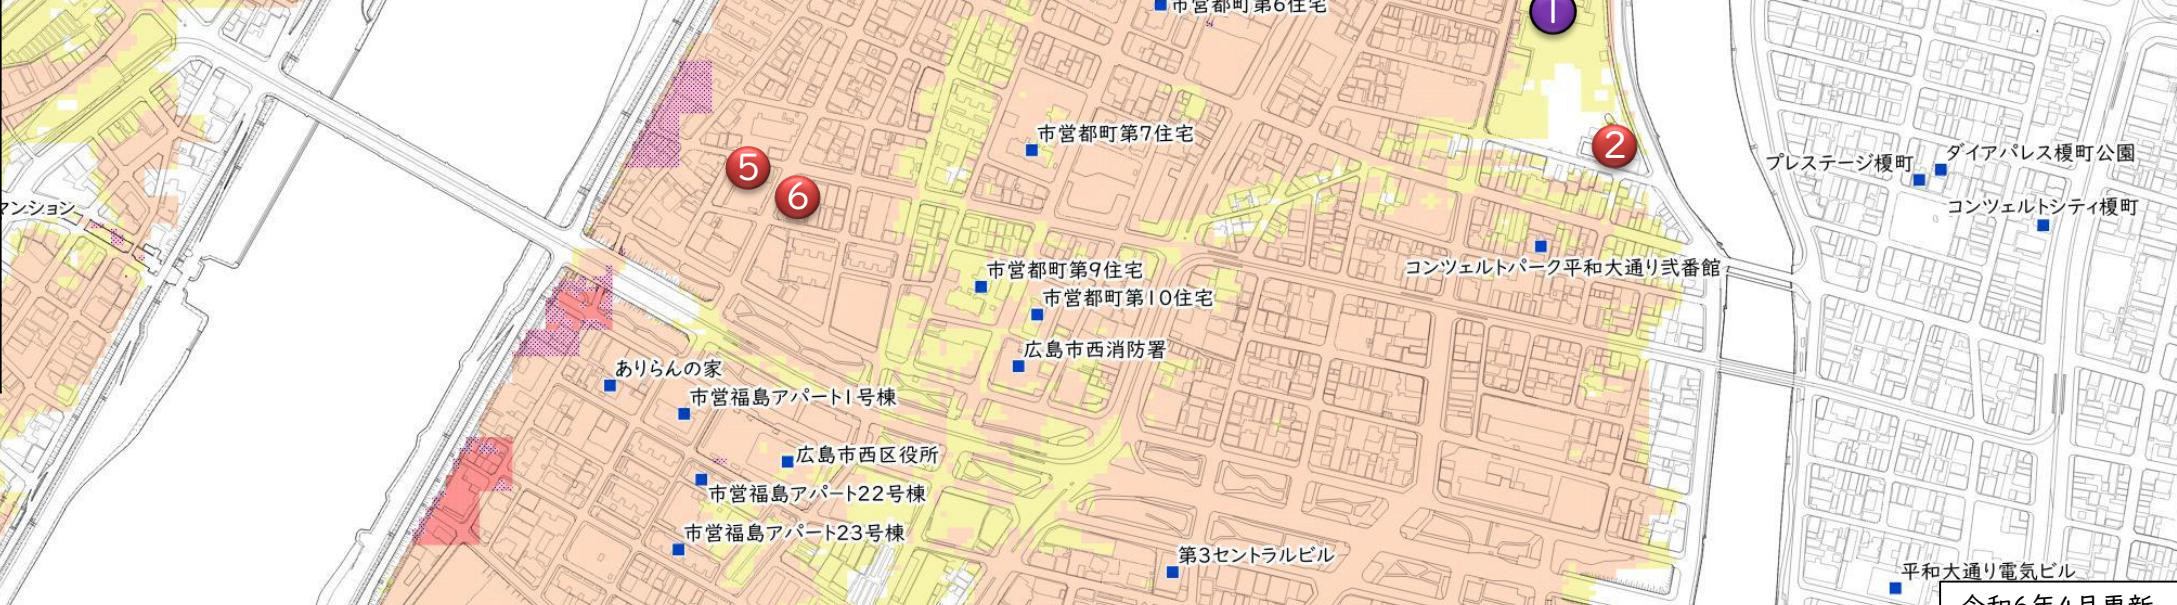 市営都町第6住宅
1
市営都町第7住宅
2
ダイアパレス榎町公園
プレステージ榎町
5
6
マンション
コンツェルトシティ榎町
市営都町第9住宅
コンツェルトパーク平和大通り弐番館
市営都町第10住宅
広島市西消防署
ありらんの家
市営福島アパート1号棟
広島市西区役所
市営福島アパート22号棟
市営福島アパート23号棟
第3セントラルビル
平和大通り電気ビル
令和6年4月更新